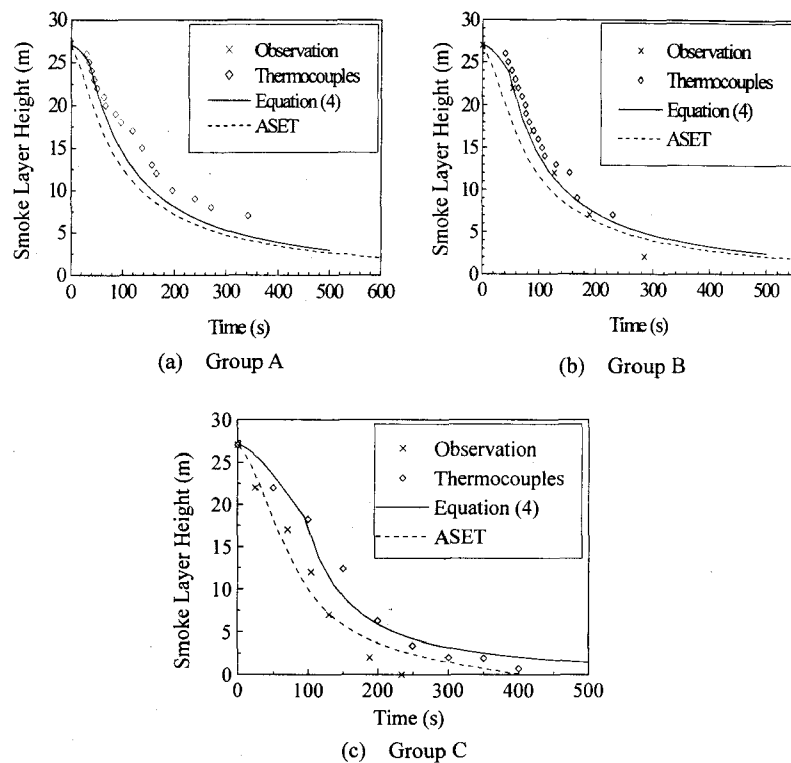 30
25
20
15
10
5
0
Smoke Layer Height (m)
× Observation
◇ Thermocouples
Equation (4)
ASET
0 100 200 300 400 500 600
Time (s)
(a) Group A
30
25
20
15
10
5
0
Smoke Layer Height (m)
× Observation
◇ Thermocouples
Equation (4)
ASET
0 100 200 300 400 500
Time (s)
(b) Group B
30
25
20
15
10
5
0
Smoke Layer Height (m)
× Observation
◇ Thermocouples
Equation (4)
ASET
0 100 200 300 400 500
Time (s)
(c) Group C